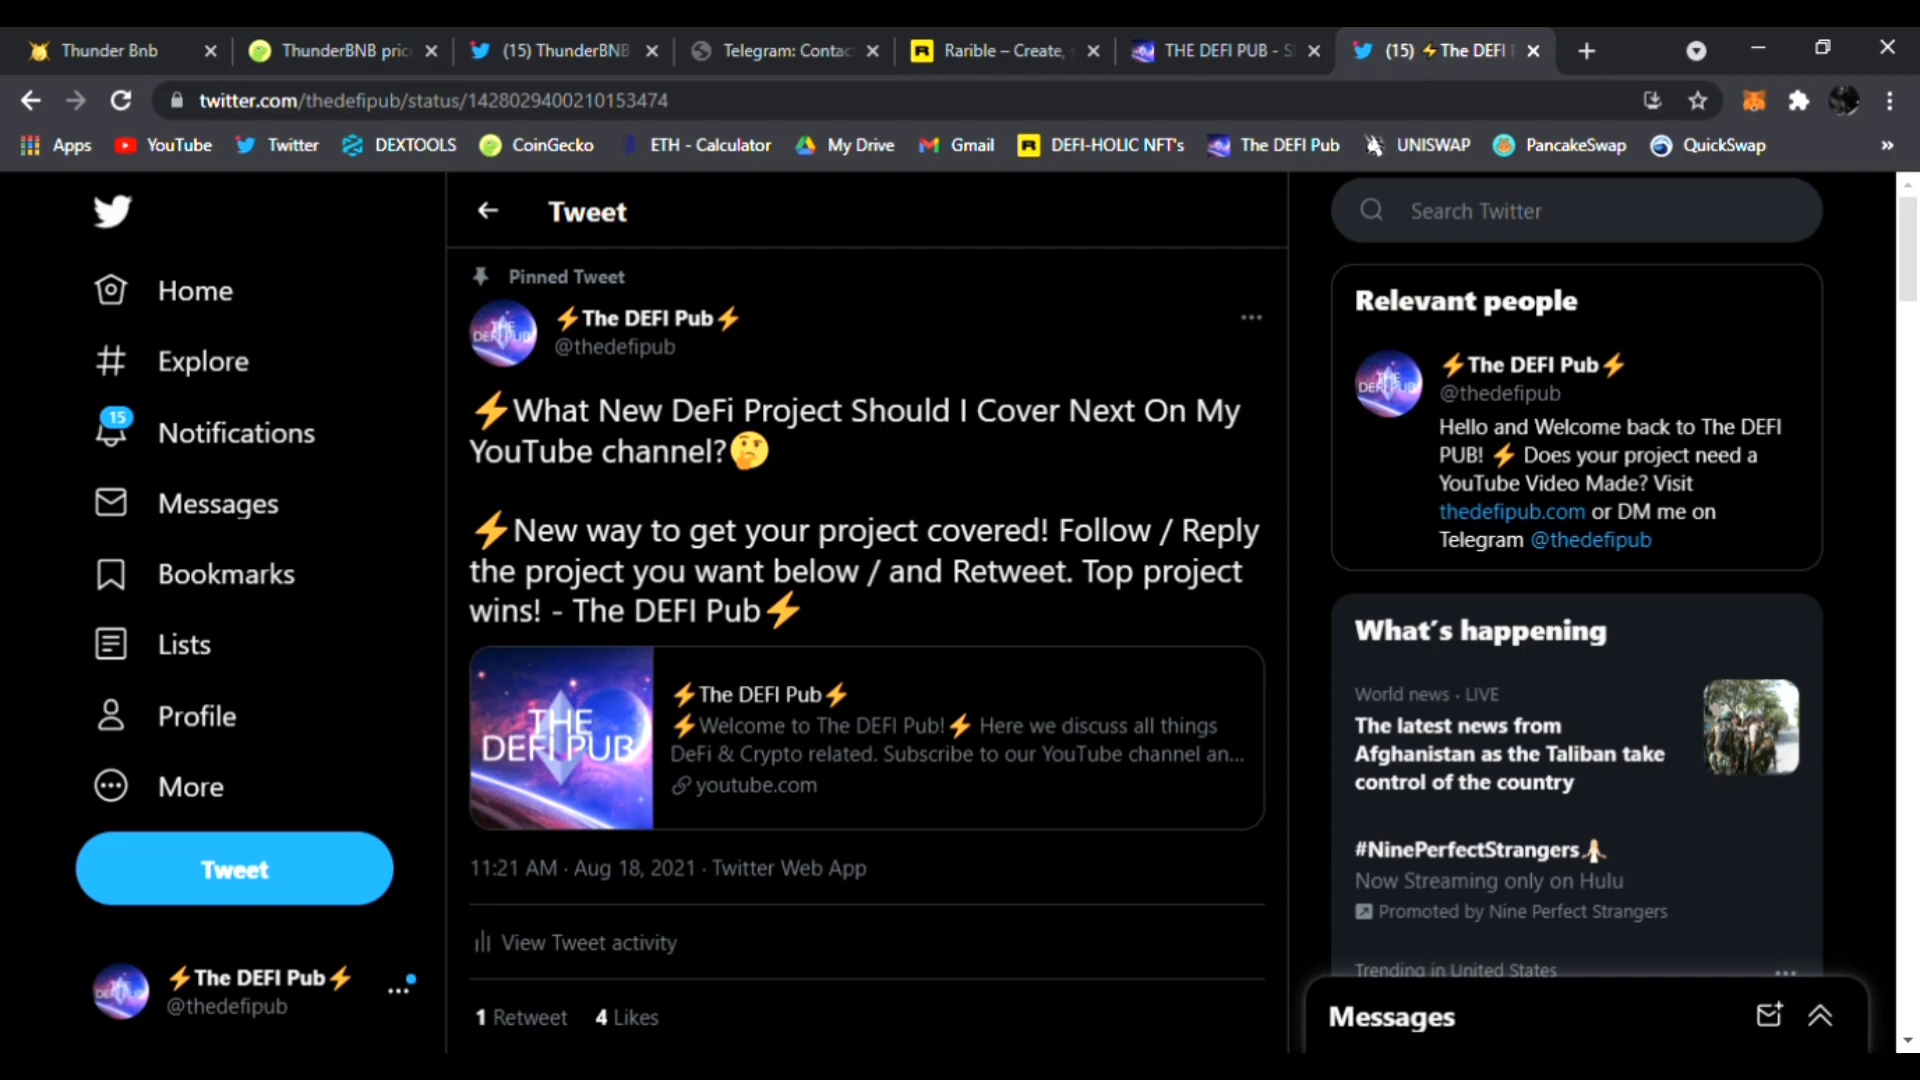 Thunder Bnb
ThunderBNB pric
(15) ThunderBNB
Telegram: Contac
Rarible – Create,
THE DEFI PUB - S
(15) ⚡The DEFI
twitter.com/thedefipub/status/1428029400210153474
Apps
YouTube
Twitter
DEXTOOLS
CoinGecko
ETH - Calculator
My Drive
Gmail
DEFI-HOLIC NFT's
The DEFI Pub
UNISWAP
PancakeSwap
QuickSwap
»
Home
Explore
15
Notifications
Messages
Bookmarks
Lists
Profile
More
Tweet
⚡The DEFI Pub⚡
@thedefipub
Tweet
Pinned Tweet
⚡The DEFI Pub⚡
@thedefipub
⚡What New DeFi Project Should I Cover Next On My
YouTube channel?🤔
⚡New way to get your project covered! Follow / Reply
the project you want below / and Retweet. Top project
wins! - The DEFI Pub⚡
THE
DEFI PUB
⚡The DEFI Pub⚡
⚡Welcome to The DEFI Pub!⚡ Here we discuss all things
DeFi & Crypto related. Subscribe to our YouTube channel an...
youtube.com
11:21 AM · Aug 18, 2021 · Twitter Web App
View Tweet activity
1 Retweet 4 Likes
Search Twitter
Relevant people
⚡The DEFI Pub⚡
@thedefipub
Hello and Welcome back to The DEFI
PUB! ⚡ Does your project need a
YouTube Video Made? Visit
thedefipub.com or DM me on
Telegram @thedefipub
What's happening
World news · LIVE
The latest news from
Afghanistan as the Taliban take
control of the country
#NinePerfectStrangers
Now Streaming only on Hulu
Promoted by Nine Perfect Strangers
Trending in United States
Messages